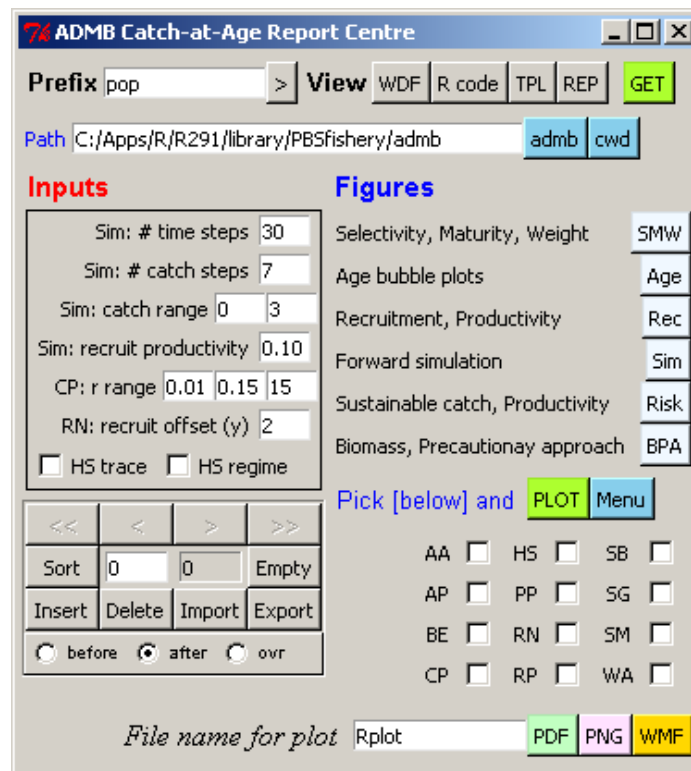 ADMB Catch-at-Age Report Centre
Prefix pop > View WDF R code TPL REP GET
Path C:/Apps/R/R291/library/PBSfishery/admb admb cwd
Inputs
Sim: # time steps 30
Sim: # catch steps 7
Sim: catch range 0 3
Sim: recruit productivity 0.10
CP: r range 0.01 0.15 15
RN: recruit offset (y) 2
HS trace HS regime
<< < > >>
Sort 0 0 Empty
Insert Delete Import Export
before after ovr
Figures
Selectivity, Maturity, Weight SMW
Age bubble plots Age
Recruitment, Productivity Rec
Forward simulation Sim
Sustainable catch, Productivity Risk
Biomass, Precautionay approach BPA
Pick [below] and PLOT Menu
AA HS SB
AP PP SG
BE RN SM
CP RP WA
File name for plot Rplot PDF PNG WMF